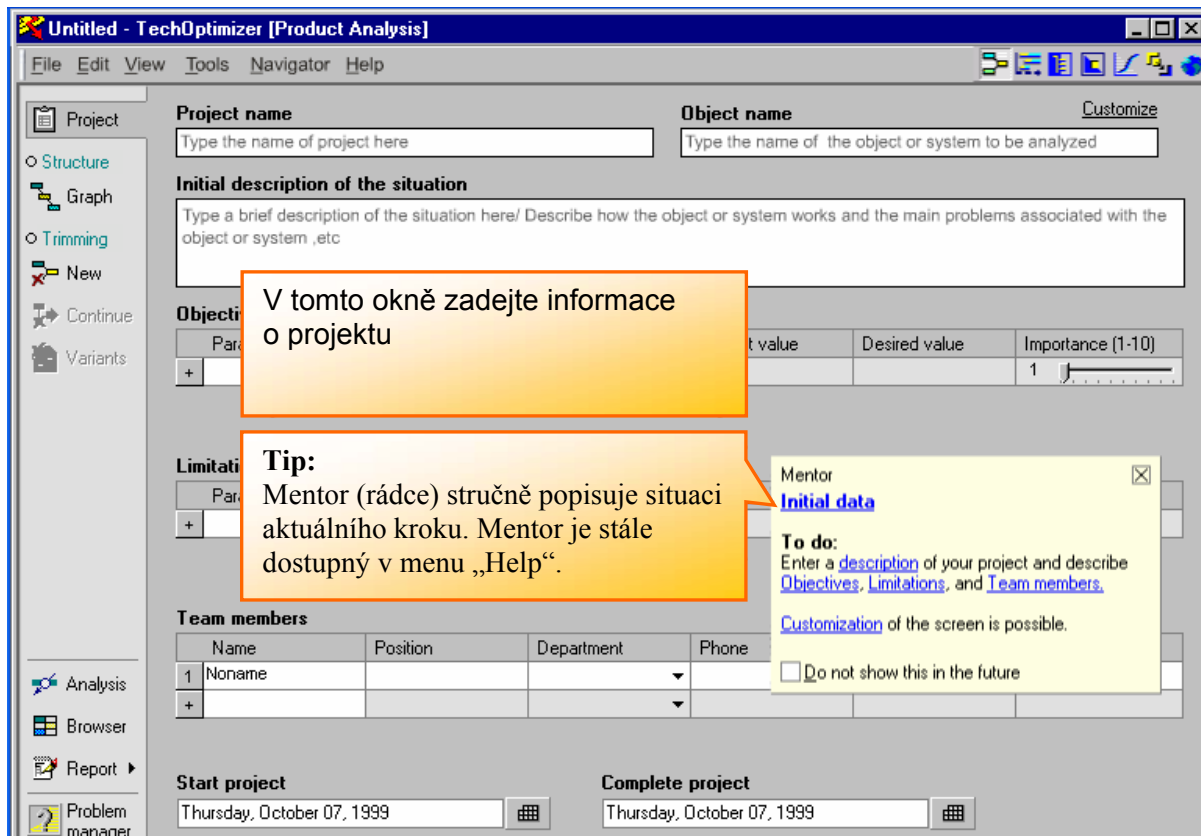 Untitled - TechOptimizer [Product Analysis]
File Edit View Tools Navigator Help
Project
Structure
Graph
Trimming
New
Continue
Variants
Analysis
Browser
Report
Problem
manager
Project name
Object name
Customize
Type the name of project here
Type the name of the object or system to be analyzed
Initial description of the situation
Type a brief description of the situation here/ Describe how the object or system works and the main problems associated with the
object or system ,etc
V tomto okně zadejte informace
o projektu
value Desired value Importance (1-10)
+ 1
Tip:
Mentor (rádce) stručně popisuje situaci
aktuálního kroku. Mentor je stále
dostupný v menu „Help“.
+
Mentor
Initial data
To do:
Enter a description of your project and describe
Objectives, Limitations, and Team members.
Customization of the screen is possible.
Do not show this in the future
Team members
Name Position Department Phone
1 Noname
+
Start project
Complete project
Thursday, October 07, 1999
Thursday, October 07, 1999